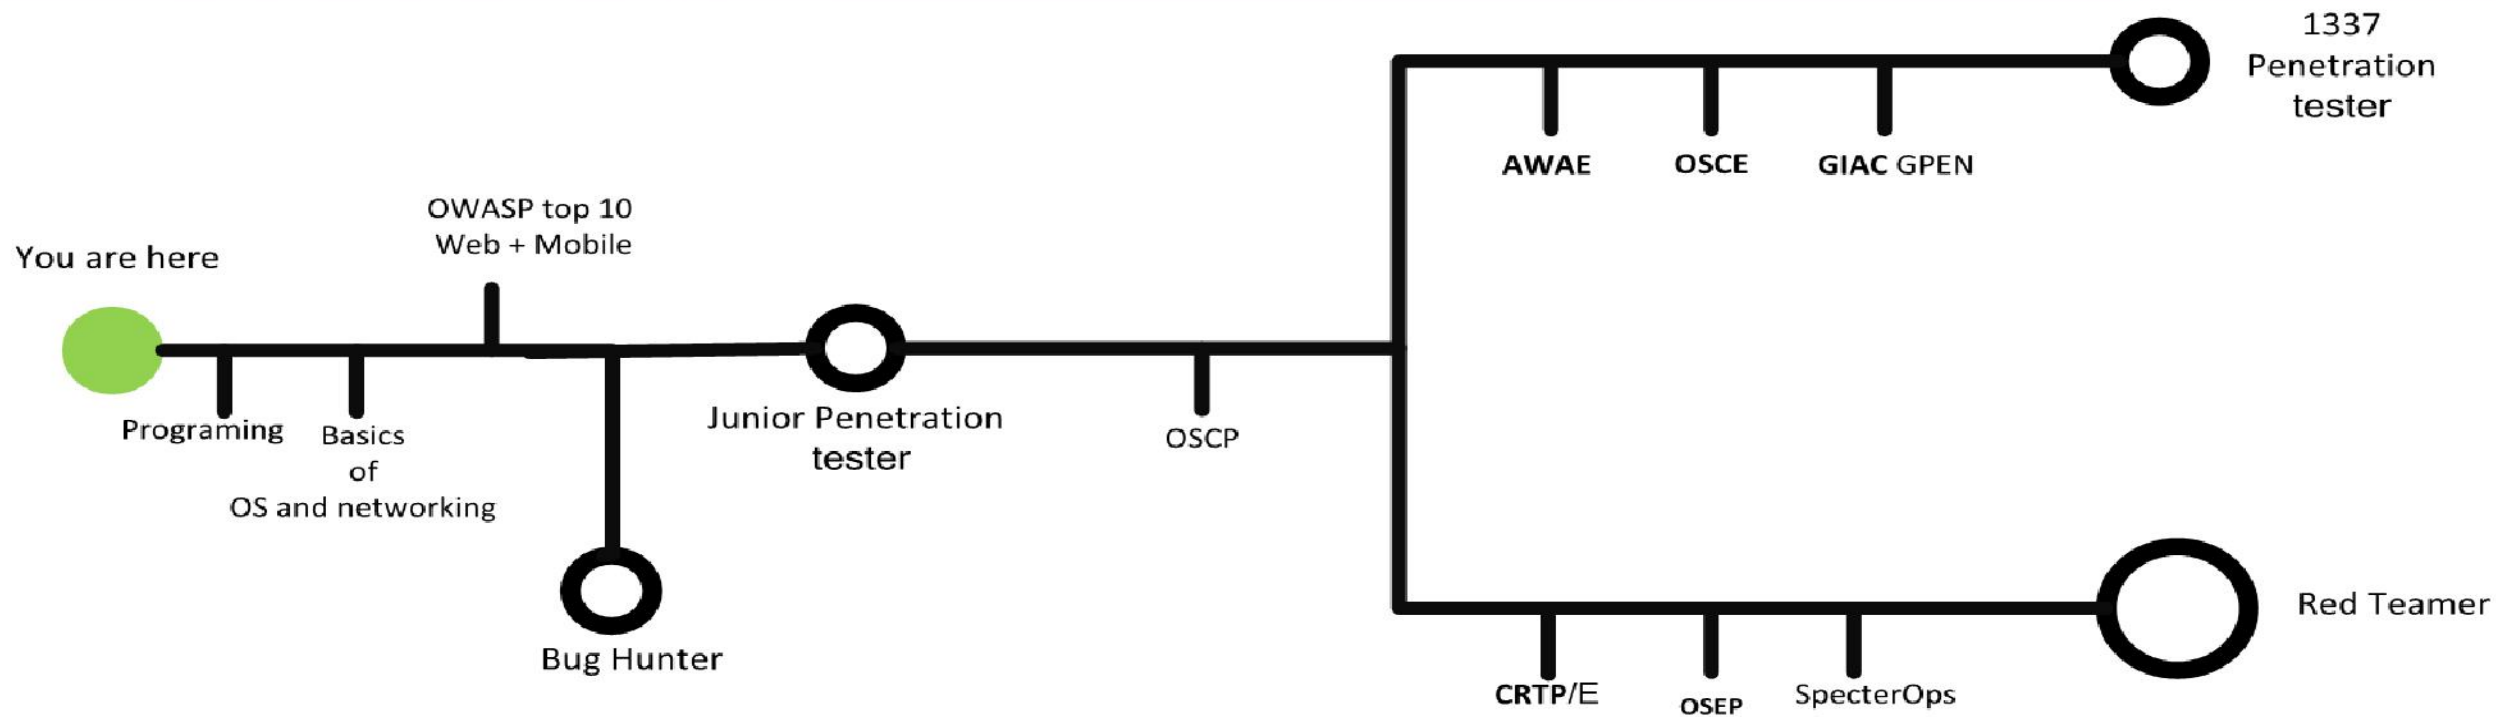 1337
Penetration
tester
AWAE
OSCE
GIAC GPEN
OWASP top 10
Web + Mobile
You are here
Programing
Basics
of
OS and networking
Junior Penetration
tester
OSCP
Bug Hunter
Red Teamer
CRTP/E
OSEP
SpecterOps